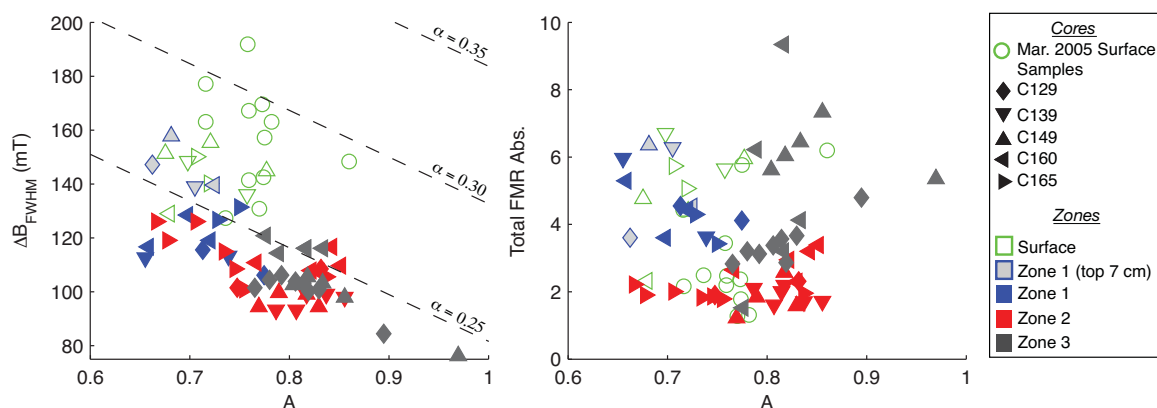 200
180
160
140
120
100
80
0.6
0.7
0.8
0.9
1
A
ΔB_FWHM (mT)
α = 0.35
α = 0.30
α = 0.25
10
8
6
4
2
0
0.6
0.7
0.8
0.9
1
A
Total FMR Abs.
Cores
Mar. 2005 Surface
Samples
C129
C139
C149
C160
C165
Zones
Surface
Zone 1 (top 7 cm)
Zone 1
Zone 2
Zone 3